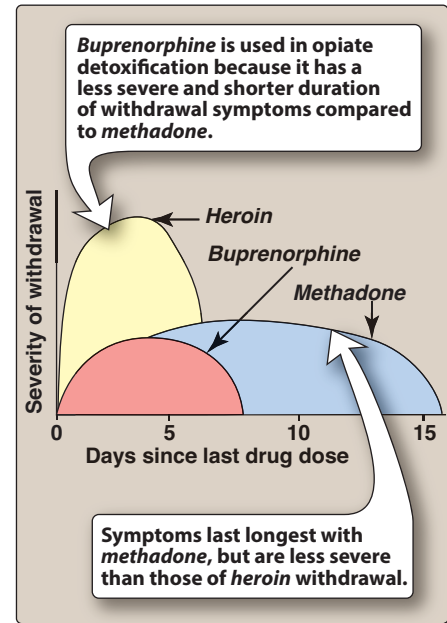 Buprenorphine is used in opiate
detoxification because it has a
less severe and shorter duration
of withdrawal symptoms compared
to methadone.
Severity of withdrawal
Heroin
Buprenorphine
Methadone
0
5
10
15
Days since last drug dose
Symptoms last longest with
methadone, but are less severe
than those of heroin withdrawal.